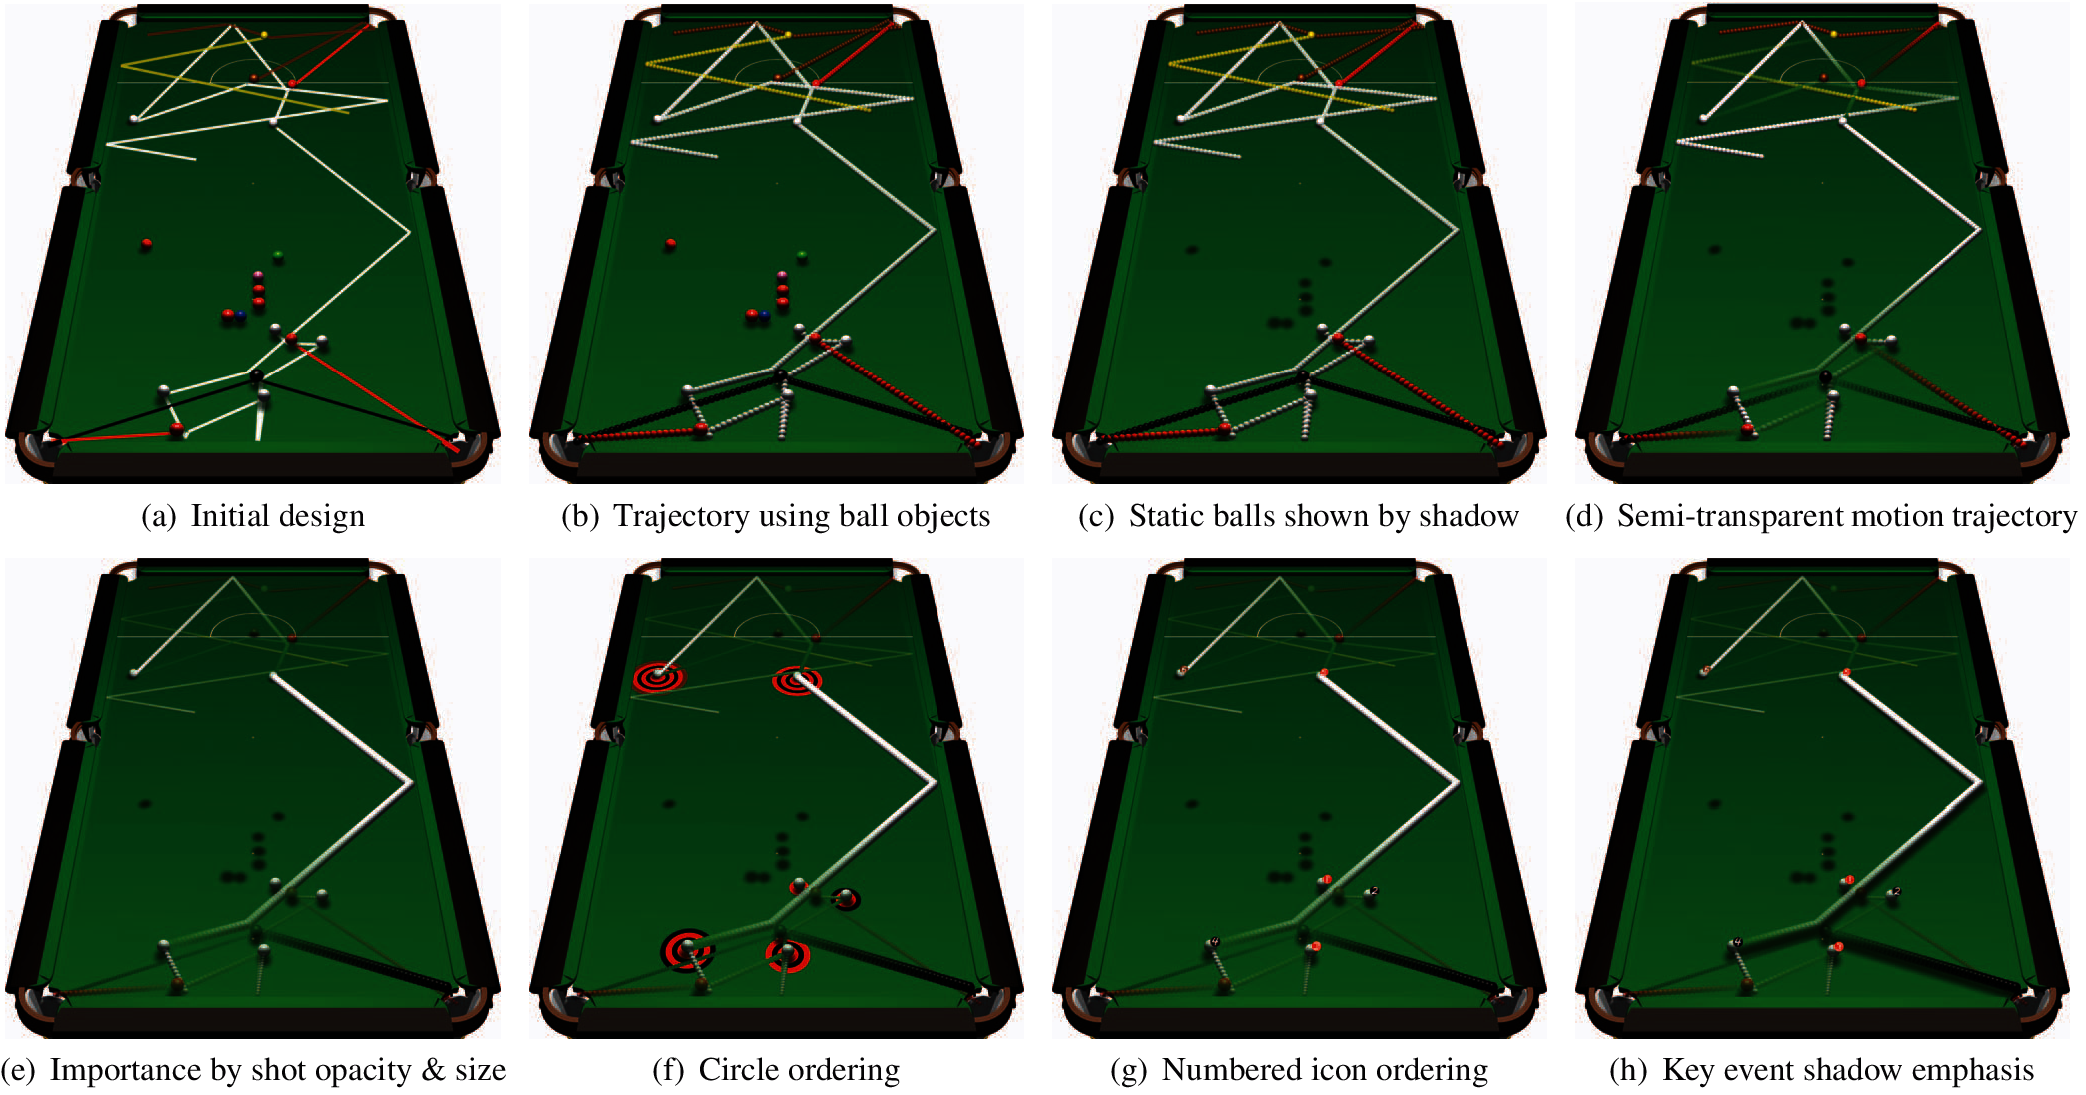 (a) Initial design
(b) Trajectory using ball objects
(c) Static balls shown by shadow
(d) Semi-transparent motion trajectory
(e) Importance by shot opacity & size
(f) Circle ordering
(g) Numbered icon ordering
(h) Key event shadow emphasis